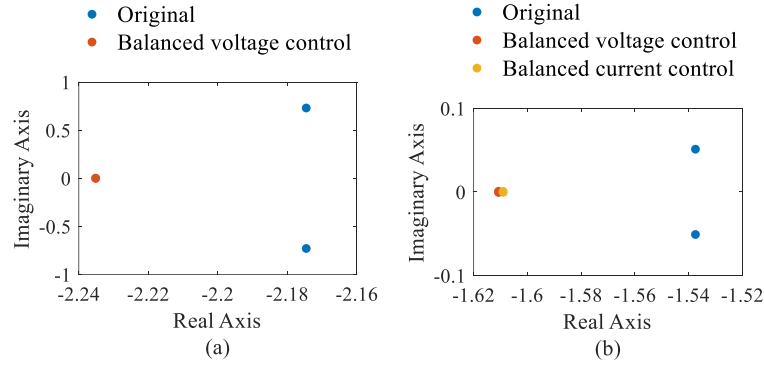 Original
Balanced voltage control
1
0.5
0
-0.5
-1
Imaginary Axis
-2.24 -2.22 -2.2 -2.18 -2.16
Real Axis
(a)
Original
Balanced voltage control
Balanced current control
0.1
0
-0.1
Imaginary Axis
-1.62 -1.6 -1.58 -1.56 -1.54 -1.52
Real Axis
(b)